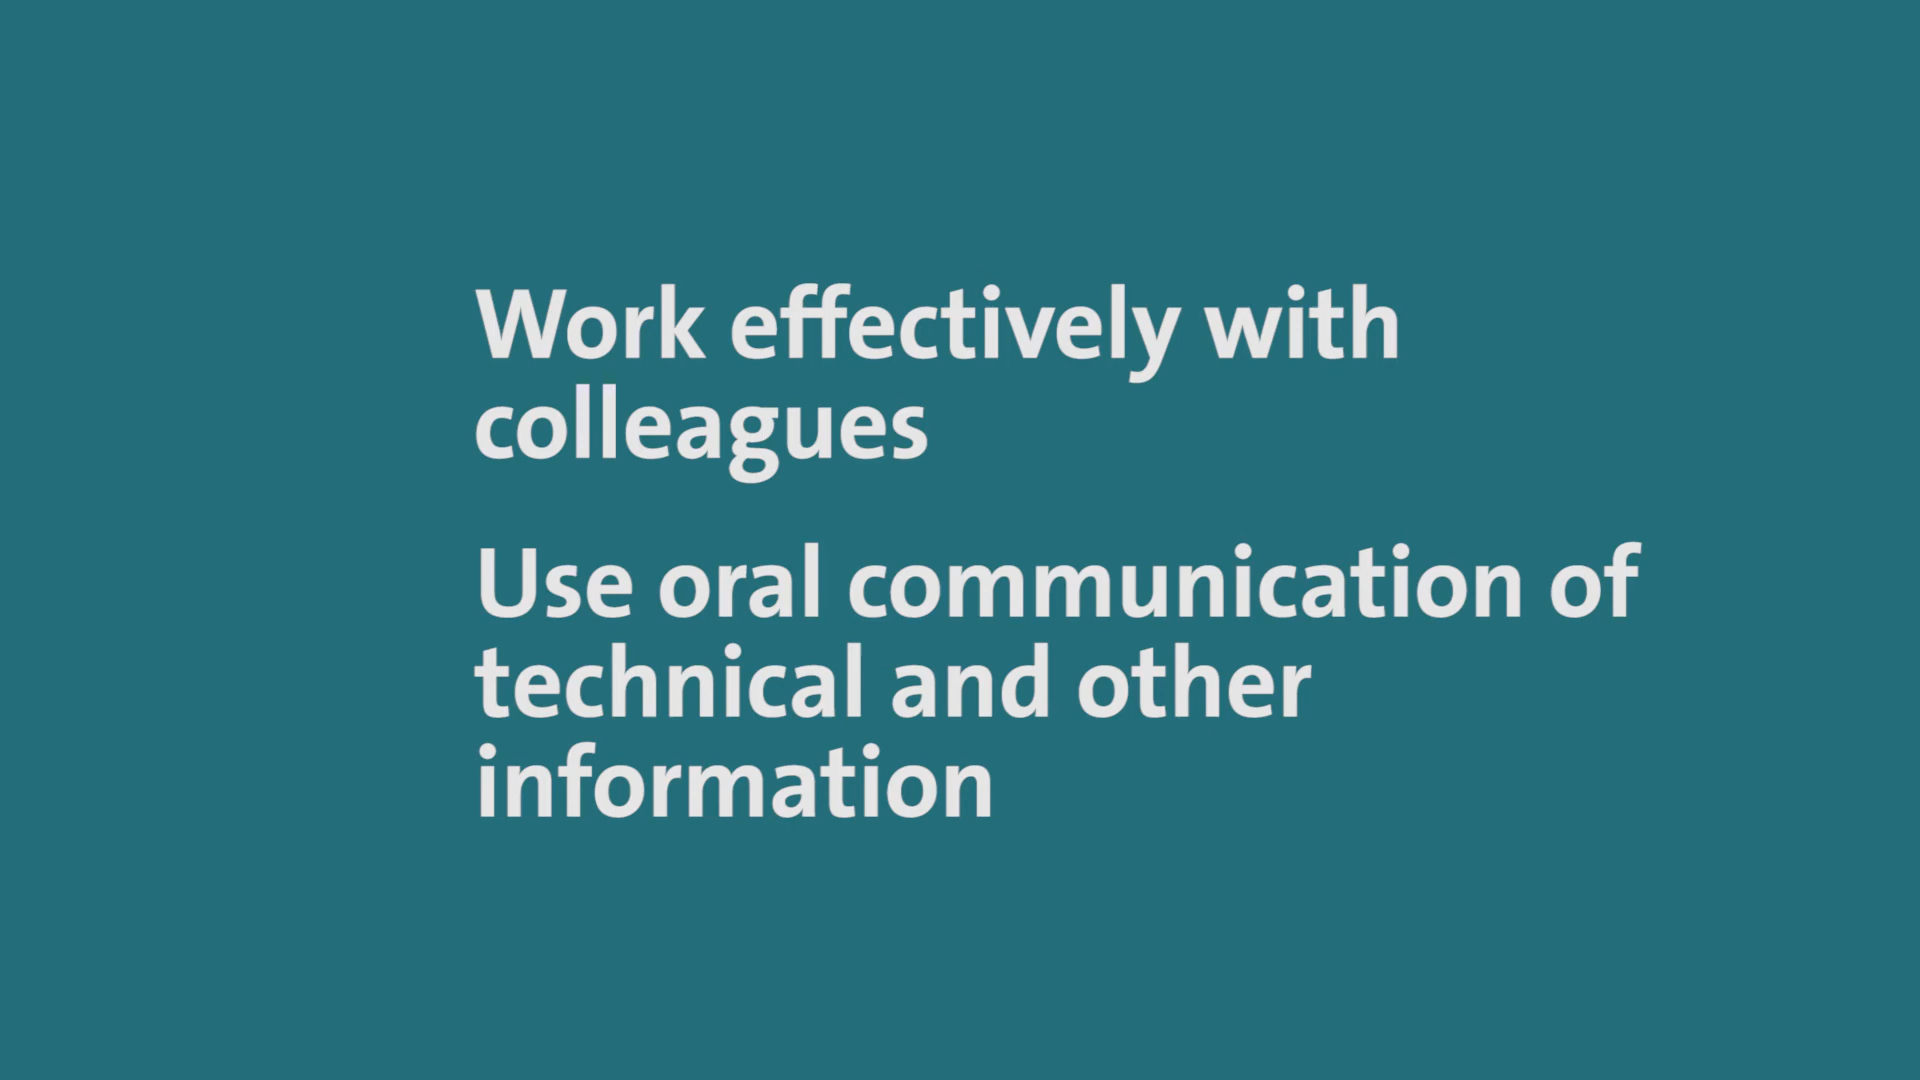 Work effectively with
colleagues
Use oral communication of
technical and other
information